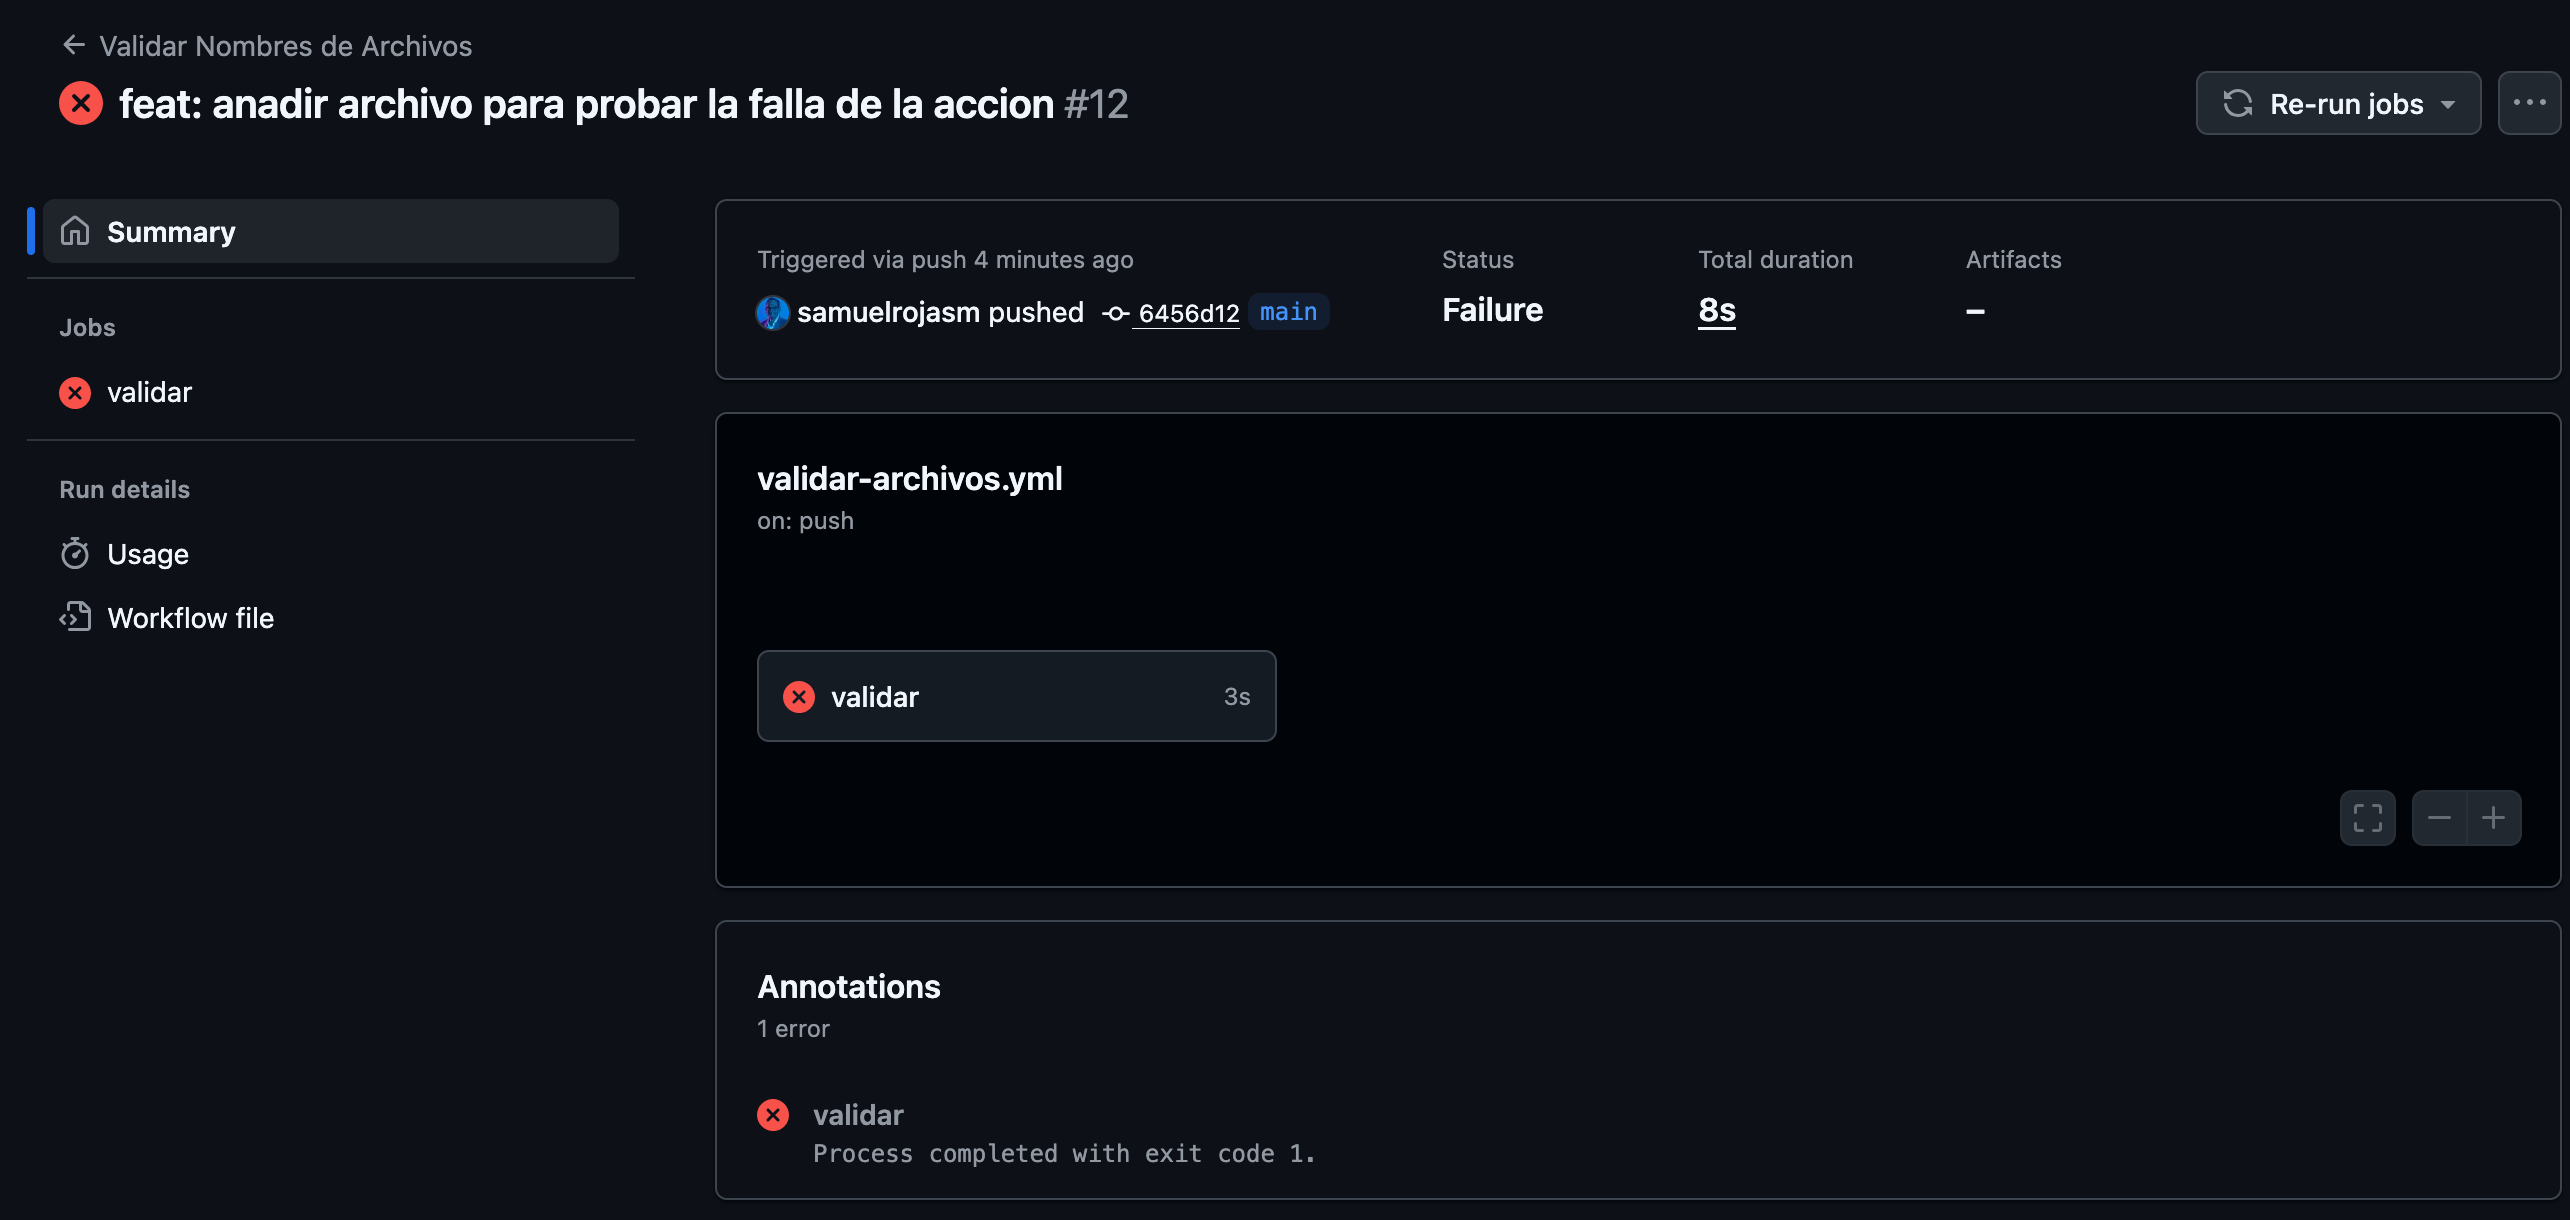 Validar Nombres de Archivos
feat: anadir archivo para probar la falla de la accion #12
Re-run jobs
Summary
Jobs
validar
Run details
Usage
Workflow file
Triggered via push 4 minutes ago
samuelrojasm pushed 6456d12 main
Status
Failure
Total duration
8s
Artifacts
–
validar-archivos.yml
on: push
validar 3s
Annotations
1 error
validar
Process completed with exit code 1.